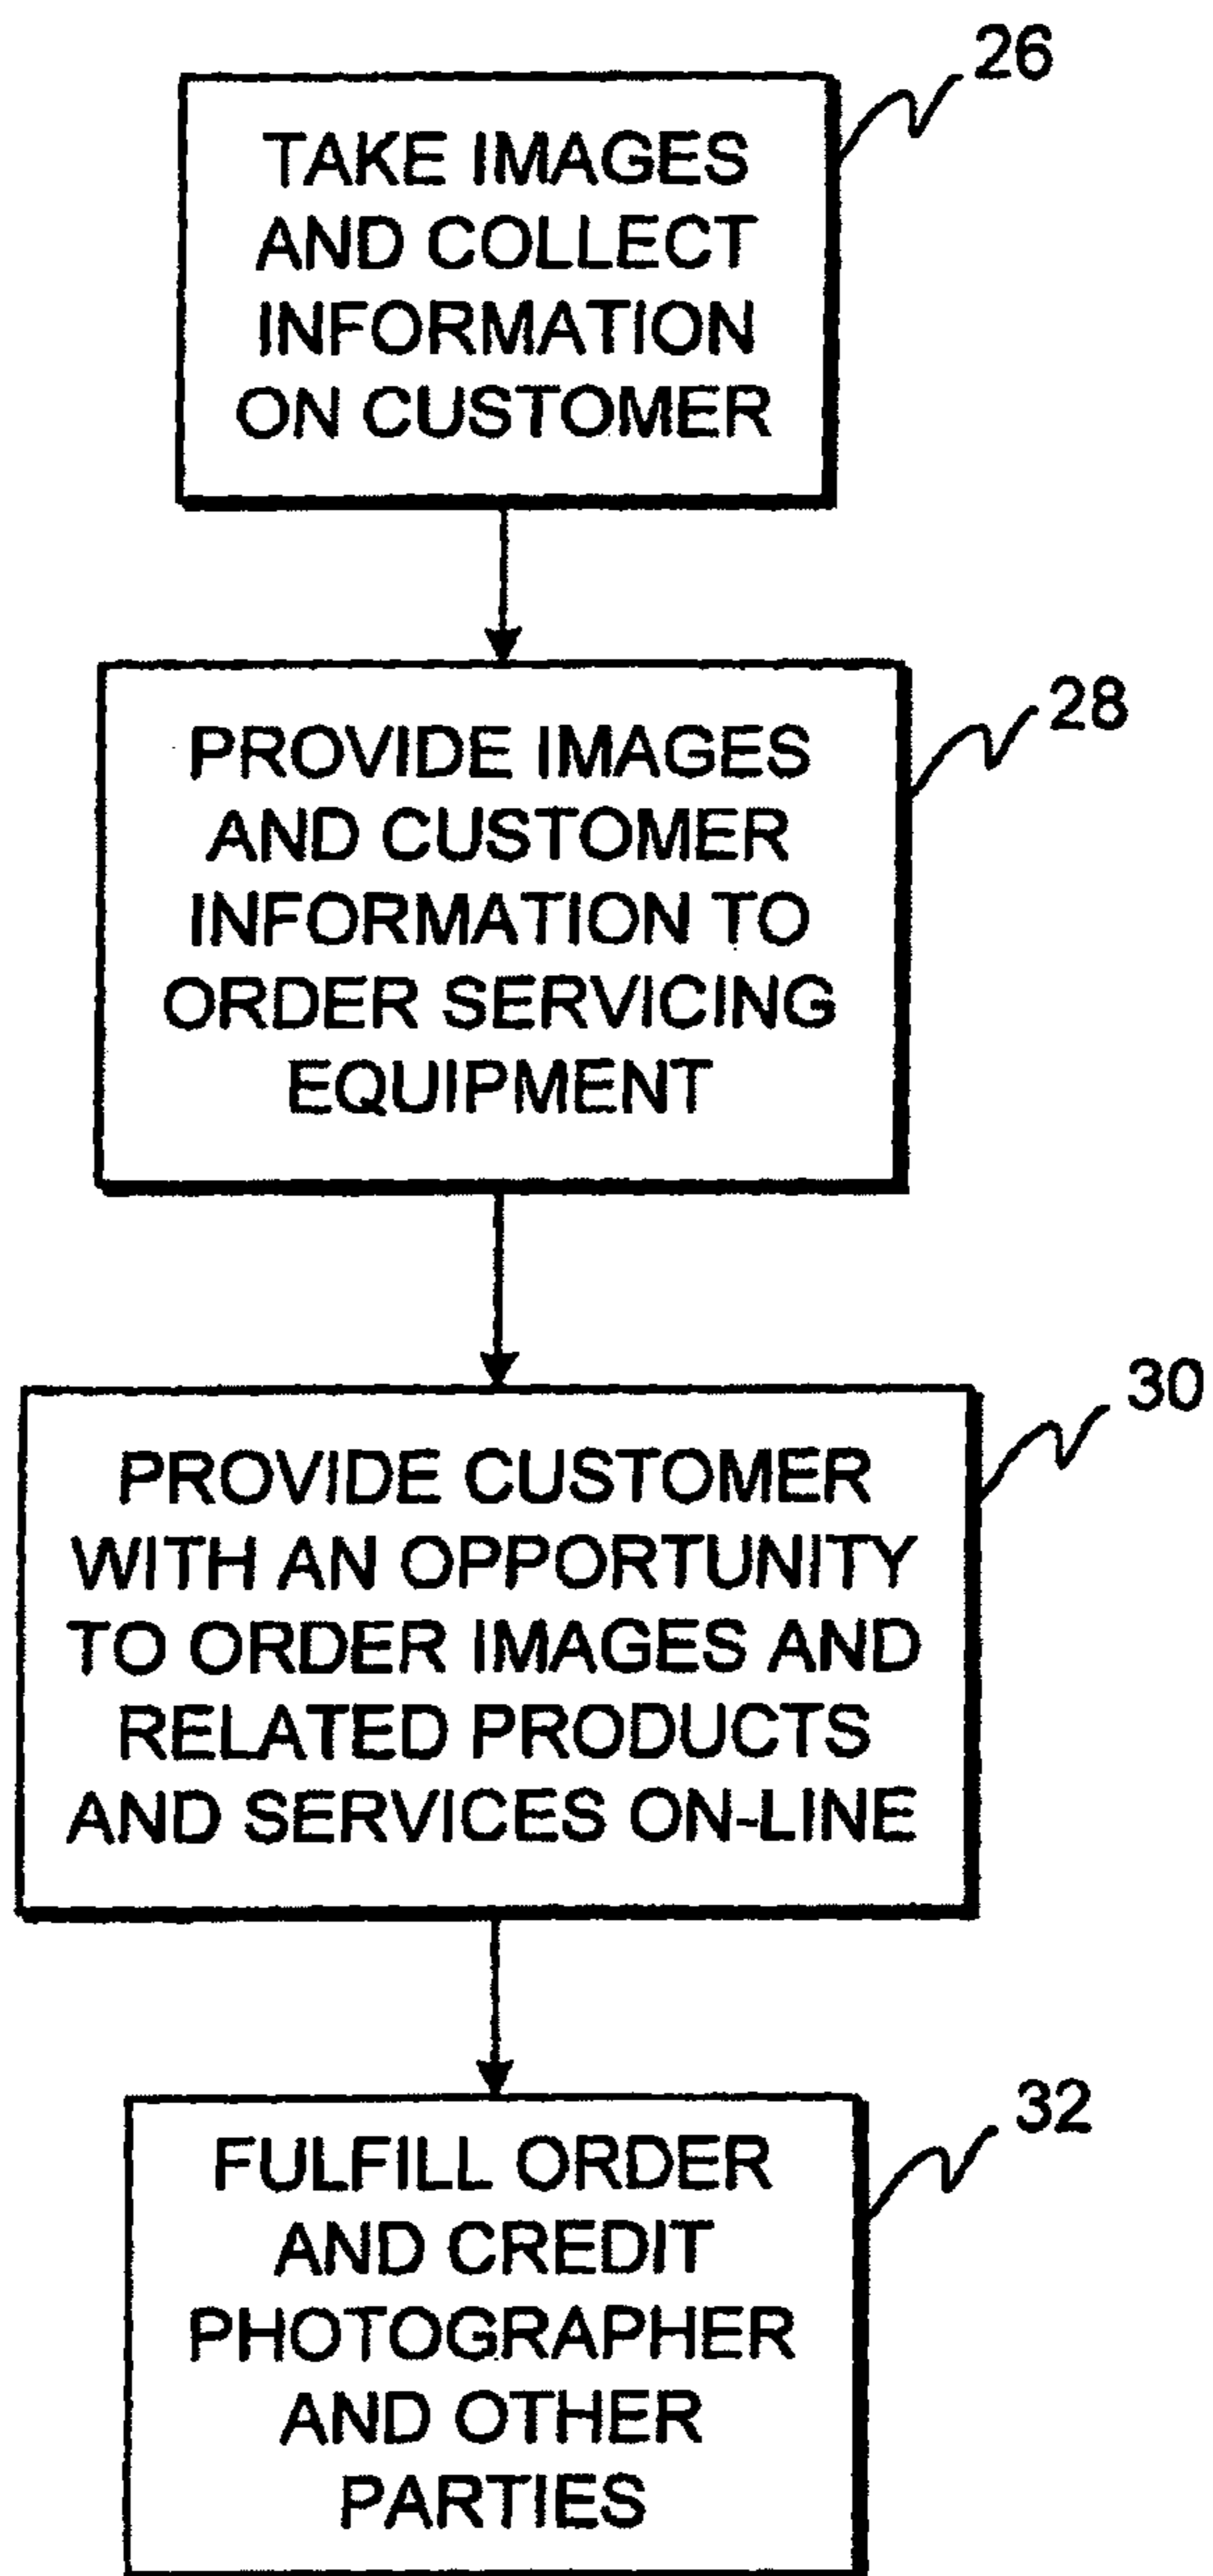 26
TAKE IMAGES
AND COLLECT
INFORMATION
ON CUSTOMER
28
PROVIDE IMAGES
AND CUSTOMER
INFORMATION TO
ORDER SERVICING
EQUIPMENT
30
PROVIDE CUSTOMER
WITH AN OPPORTUNITY
TO ORDER IMAGES AND
RELATED PRODUCTS
AND SERVICES ON-LINE
32
FULFILL ORDER
AND CREDIT
PHOTOGRAPHER
AND OTHER
PARTIES